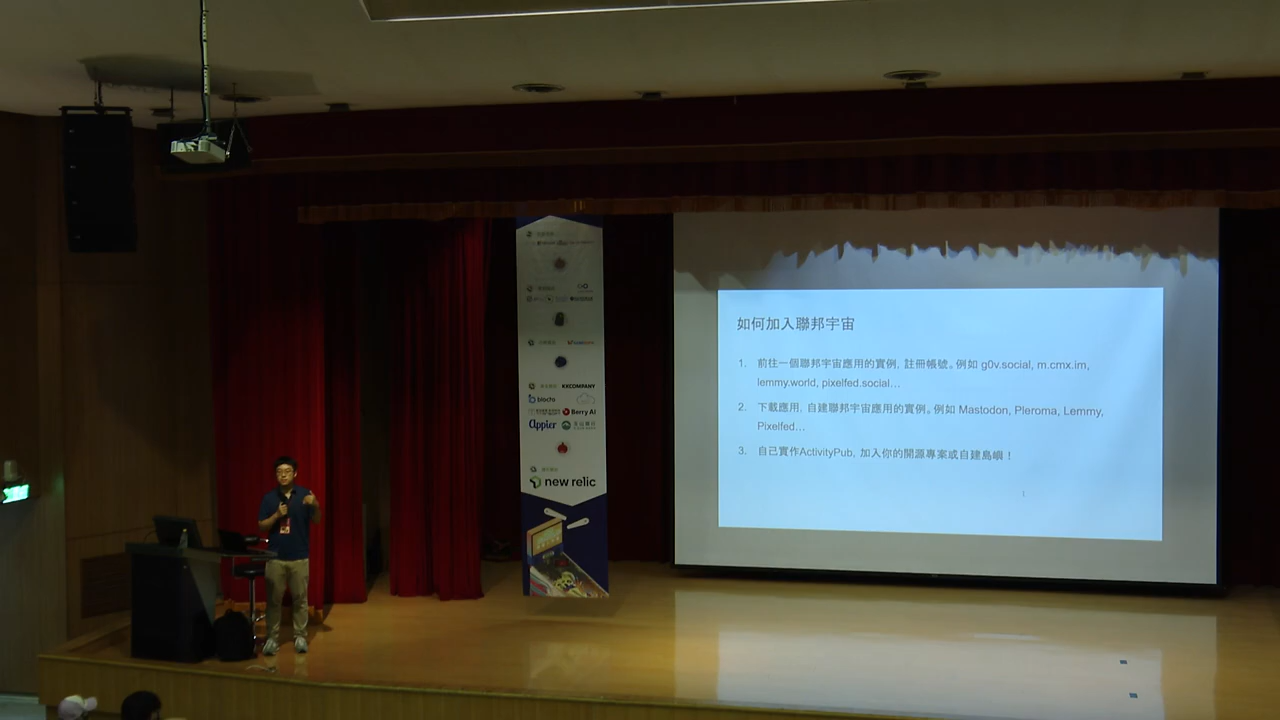 KKCOMPANY
blocto
Berry AI
Appier
new relic
如何加入聯邦宇宙
1. 前往一個聯邦宇宙應用的實例, 註冊帳號。例如 g0v.social, m.cmx.im,
lemmy.world, pixelfed.social…
2. 下載應用, 自建聯邦宇宙應用的實例。例如 Mastodon, Pleroma, Lemmy,
Pixelfed…
3. 自己實作ActivityPub, 加入你的開源專案或自建島嶼！